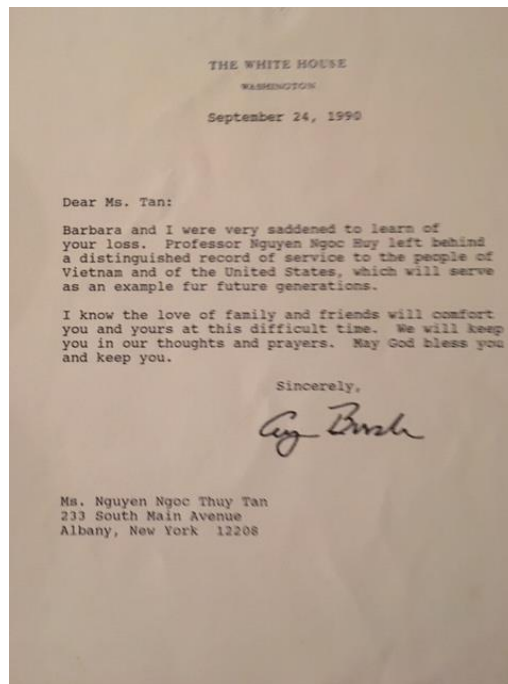 THE WHITE HOUSE
WASHINGTON
September 24, 1990
Dear Ms. Tan:
Barbara and I were very saddened to learn of
your loss. Professor Nguyen Ngoc Huy left behind
a distinguished record of service to the people of
Vietnam and of the United States, which will serve
as an example fur future generations.
I know the love of family and friends will comfort
you and yours at this difficult time. We will keep
you in our thoughts and prayers. May God bless you
and keep you.
Sincerely,
Bush
Ms. Nguyen Ngoc Thuy Tan
233 South Main Avenue
Albany, New York 12208